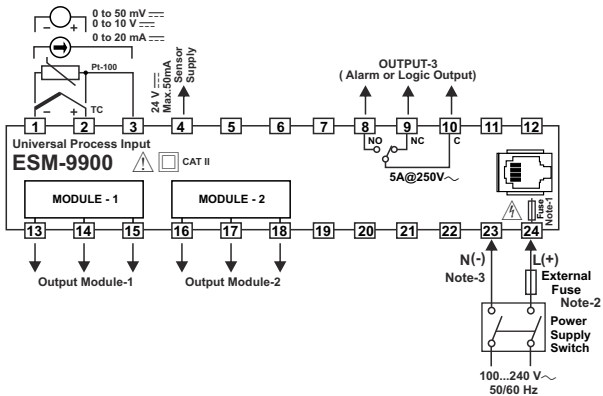 0 to 50 mV
0 to 10 V
0 to 20 mA
Pt-100
TC
24 V
Max.50mA
Sensor
Supply
OUTPUT-3
( Alarm or Logic Output)
1 2 3 4 5 6 7 8 9 10 11 12
Universal Process Input
ESM-9900
CAT II
NO NC C
5A@250V~
MODULE - 1
MODULE - 2
Fuse
Note-1
13 14 15 16 17 18 19 20 21 22 23 24
Output Module-1
Output Module-2
N(-)
L(+)
Note-3
External
Fuse
Note-2
Power
Supply
Switch
100...240 V~
50/60 Hz